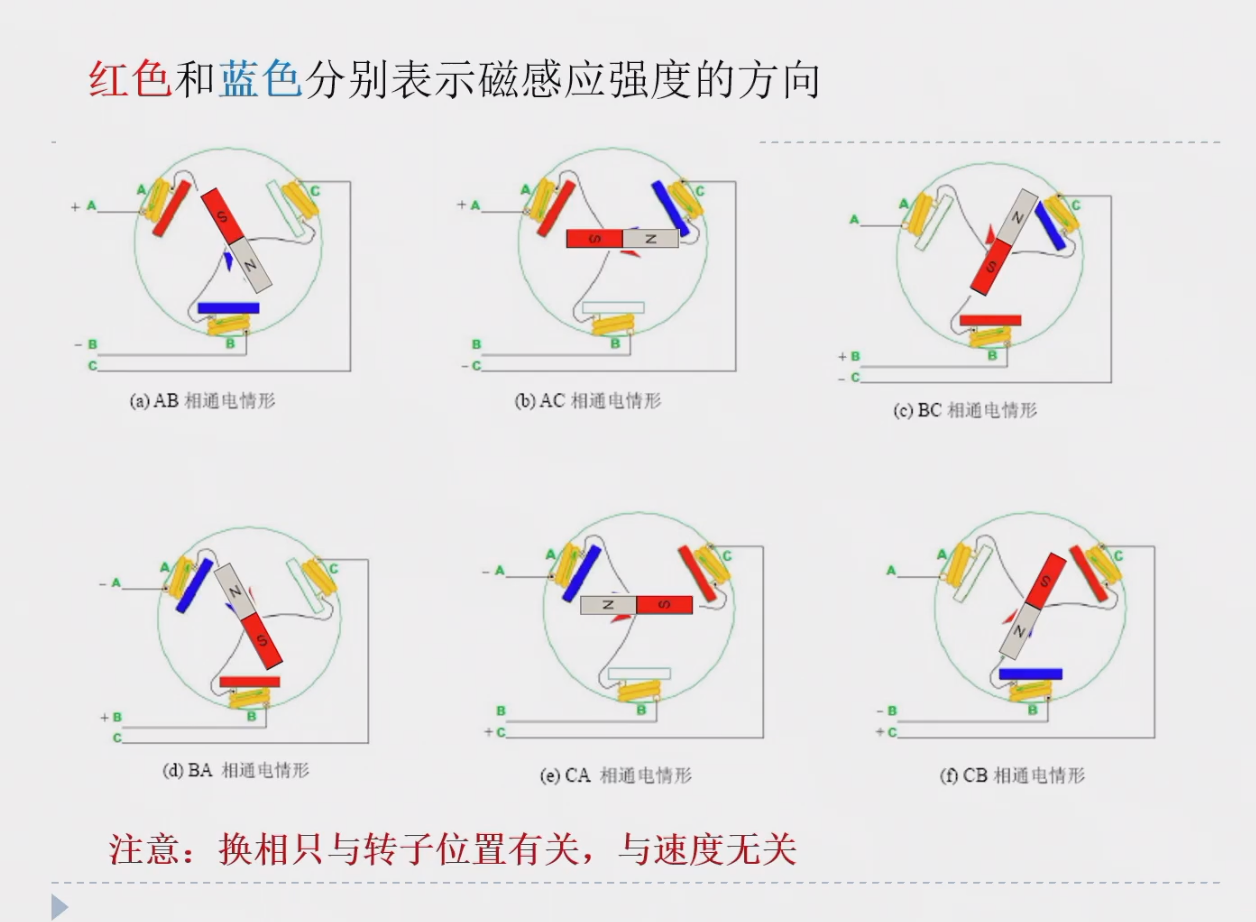 红色和蓝色分别表示磁感应强度的方向
A
C
+ A
S
N
B
- B
C
(a) AB 相通电情形
A
C
+ A
S
N
B
B
- C
(b) AC 相通电情形
A
C
A
N
S
B
+ B
- C
(c) BC 相通电情形
A
C
- A
N
S
B
+ B
C
(d) BA 相通电情形
A
C
- A
N
S
B
B
+ C
(e) CA 相通电情形
A
C
A
S
N
B
- B
+ C
(f) CB 相通电情形
注意：换相只与转子位置有关，与速度无关